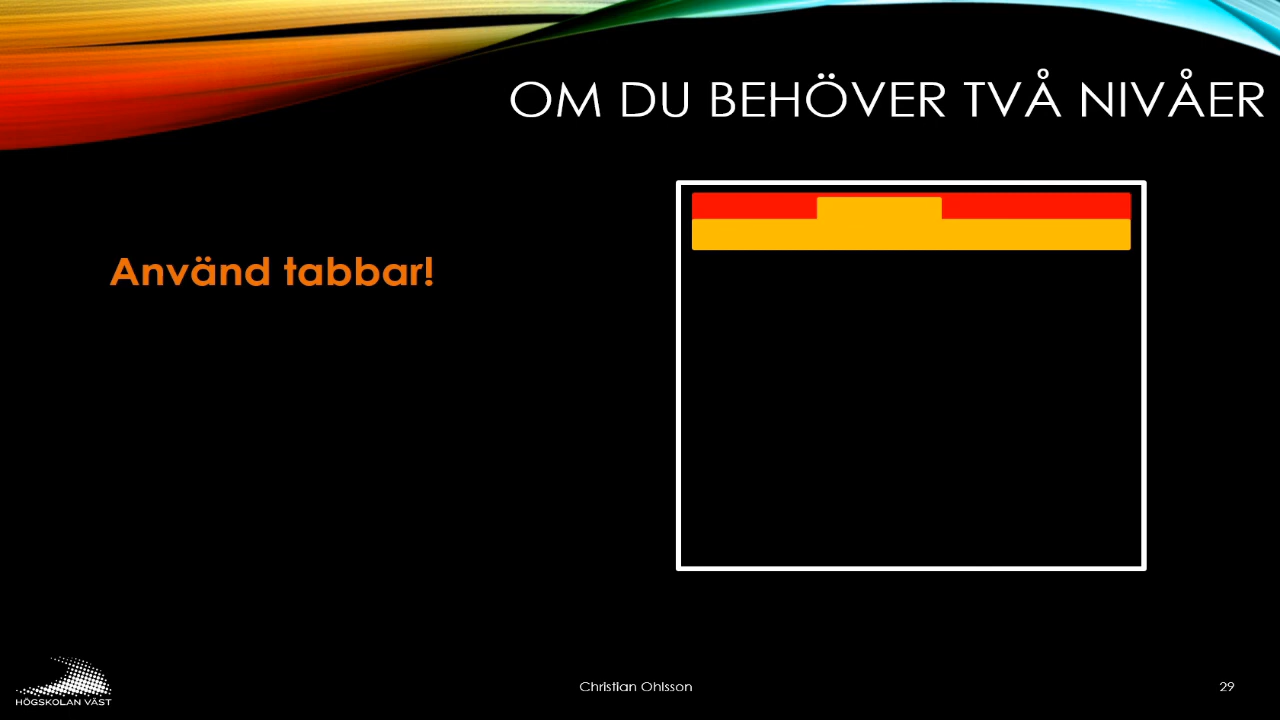 OM DU BEHÖVER TVÅ NIVÅER
Använd tabbar!
HÖGSKOLAN VÄST
Christian Ohlsson
29